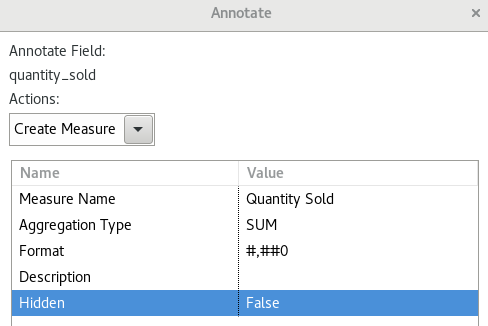 Annotate
Annotate Field:
quantity_sold
Actions:
Create Measure
Name Value
Measure Name Quantity Sold
Aggregation Type SUM
Format #,##0
Description
Hidden False